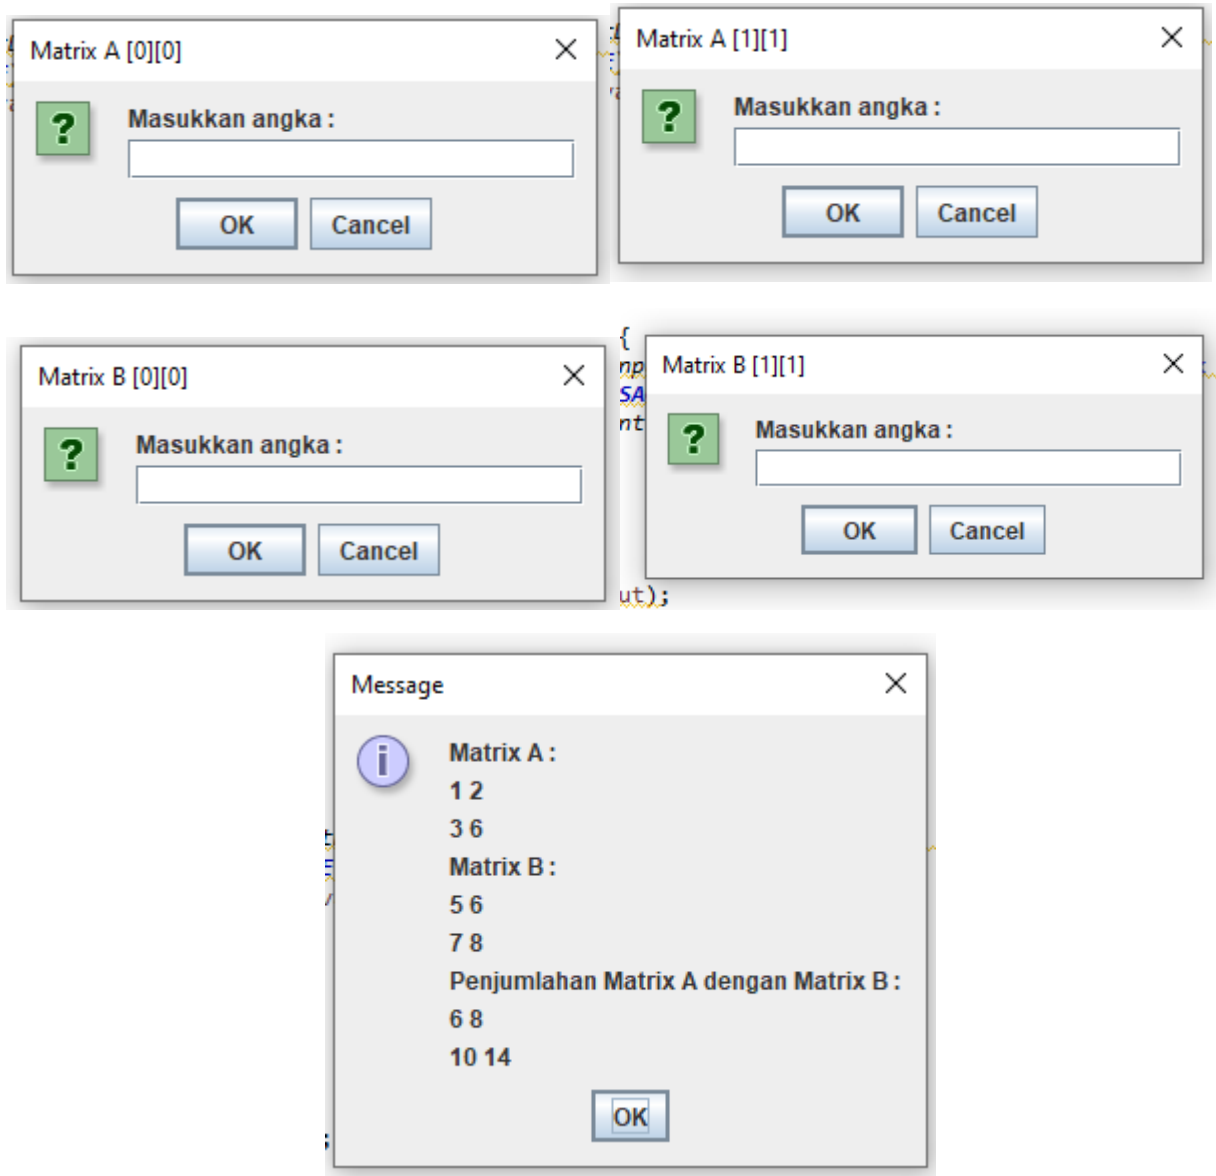 Matrix A [0][0]
Masukkan angka :
OK Cancel
Matrix A [1][1]
Masukkan angka :
OK Cancel
Matrix B [0][0]
Masukkan angka :
OK Cancel
{
Matrix B [1][1]
Masukkan angka :
OK Cancel
ut);
Message
Matrix A :
1 2
3 6
Matrix B :
5 6
7 8
Penjumlahan Matrix A dengan Matrix B :
6 8
10 14
OK